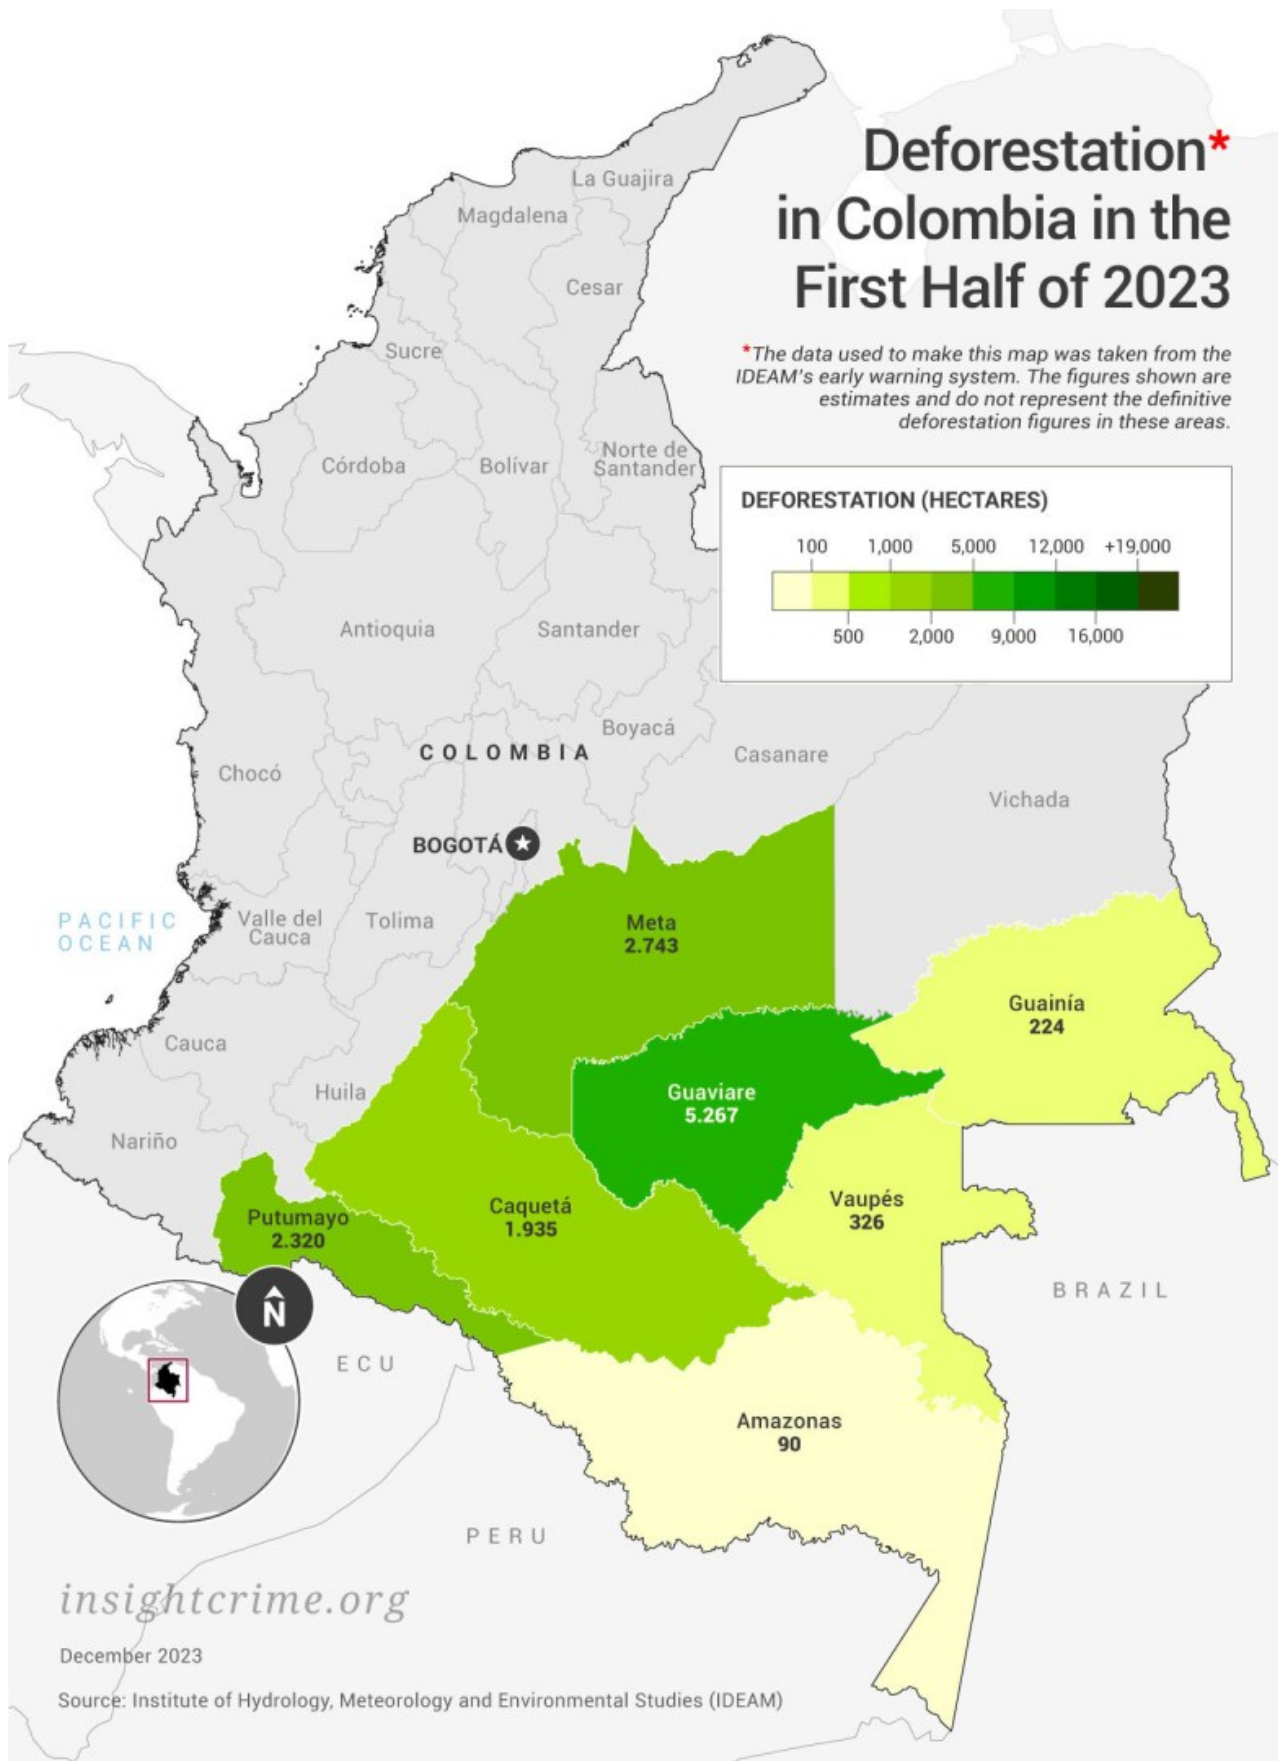 Deforestation*
in Colombia in the
First Half of 2023
*The data used to make this map was taken from the
IDEAM's early warning system. The figures shown are
estimates and do not represent the definitive
deforestation figures in these areas.
DEFORESTATION (HECTARES)
100 1,000 5,000 12,000 +19,000
500 2,000 9,000 16,000
La Guajira
Magdalena
Cesar
Sucre
Norte de
Santander
Córdoba
Bolívar
Antioquia
Santander
Boyacá
COLOMBIA
Casanare
Chocó
Vichada
BOGOTÁ
PACIFIC
OCEAN
Valle del
Cauca
Tolima
Meta
2.743
Guainía
224
Cauca
Huila
Guaviare
5.267
Nariño
Vaupés
326
Caquetá
1.935
Putumayo
2.320
N
BRAZIL
ECU
Amazonas
90
PERU
insightcrime.org
December 2023
Source: Institute of Hydrology, Meteorology and Environmental Studies (IDEAM)